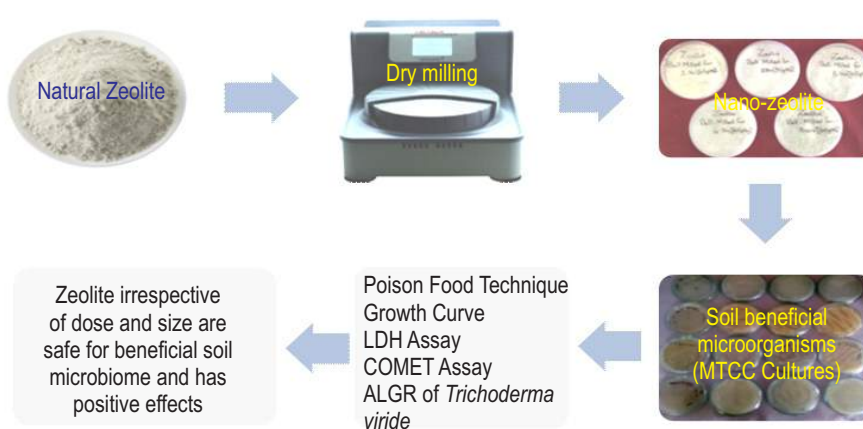 Natural Zeolite
Dry milling
Nano-zeolite
Soil beneficial
microorganisms
(MTCC Cultures)
Poison Food Technique
Growth Curve
LDH Assay
COMET Assay
ALGR of Trichoderma
viride
Zeolite irrespective
of dose and size are
safe for beneficial soil
microbiome and has
positive effects